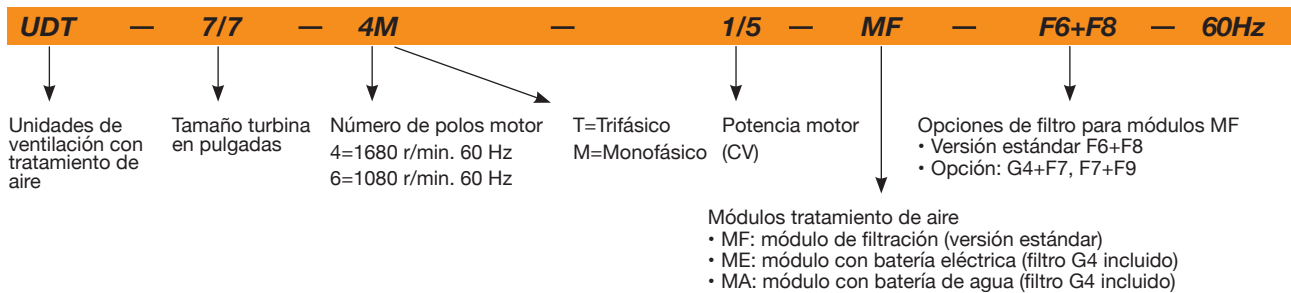 UDT — 7/7 — 4M — 1/5 — MF — F6+F8 — 60Hz
Unidades de
ventilación con
tratamiento de
aire
Tamaño turbina
en pulgadas
Número de polos motor
4=1680 r/min. 60 Hz
6=1080 r/min. 60 Hz
T=Trifásico
M=Monofásico
Potencia motor
(CV)
Opciones de filtro para módulos MF
• Versión estándar F6+F8
• Opción: G4+F7, F7+F9
Módulos tratamiento de aire
• MF: módulo de filtración (versión estándar)
• ME: módulo con batería eléctrica (filtro G4 incluido)
• MA: módulo con batería de agua (filtro G4 incluido)